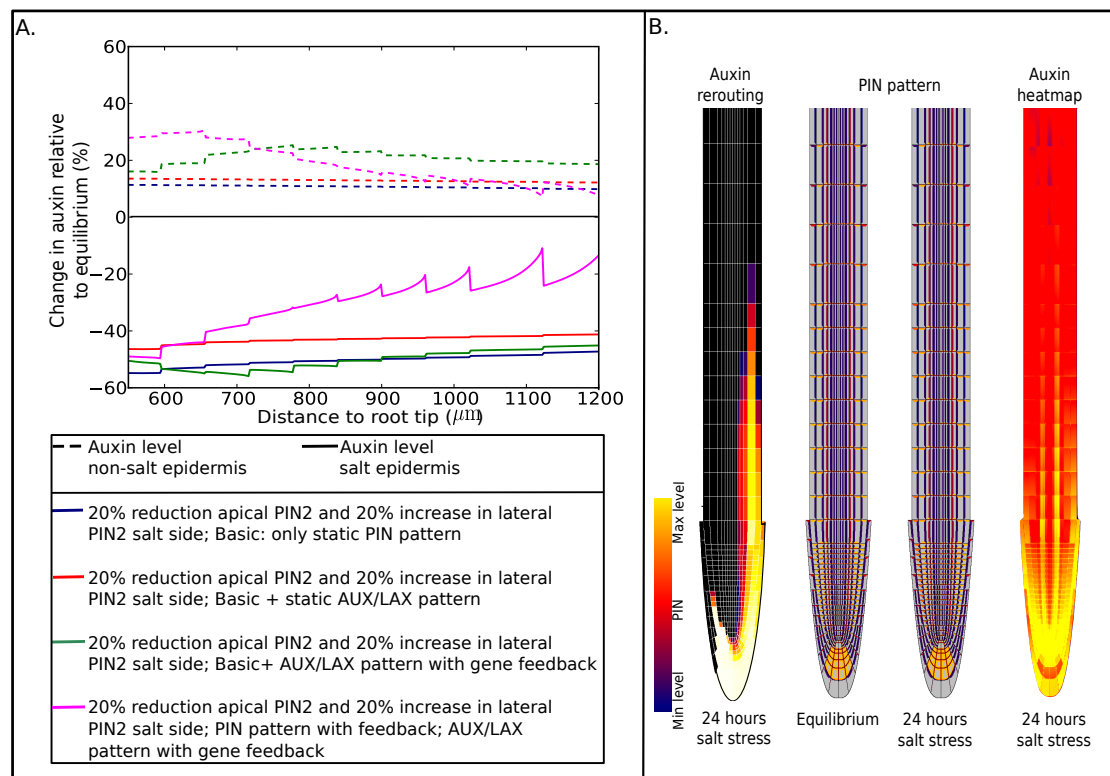 A.
60
40
20
0
−20
−40
−60
Change in auxin relative
to equilibrium (%)
600
700
800
900
1000
1100
1200
Distance to root tip (μm)
Auxin level
non-salt epidermis
Auxin level
salt epidermis
20% reduction apical PIN2 and 20% increase in lateral
PIN2 salt side; Basic: only static PIN pattern
20% reduction apical PIN2 and 20% increase in lateral
PIN2 salt side; Basic + static AUX/LAX pattern
20% reduction apical PIN2 and 20% increase in lateral
PIN2 salt side; Basic+ AUX/LAX pattern with gene feedback
20% reduction apical PIN2 and 20% increase in lateral
PIN2 salt side; PIN pattern with feedback; AUX/LAX
pattern with gene feedback
B.
Auxin
rerouting
PIN pattern
Auxin
heatmap
Max level
PIN
Min level
24 hours
salt stress
Equilibrium
24 hours
salt stress
24 hours
salt stress